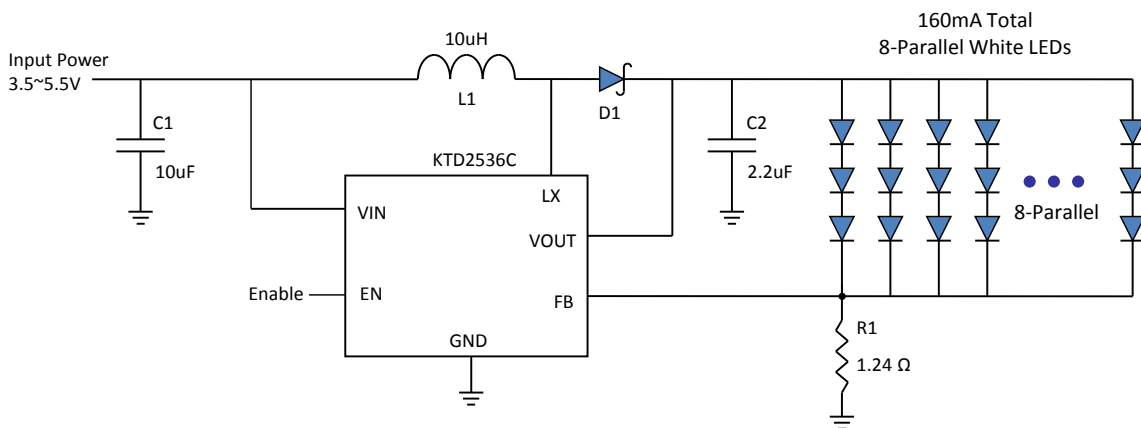 160mA Total
8-Parallel White LEDs
Input Power
3.5~5.5V
10uH
L1
D1
C1
10uF
C2
2.2uF
KTD2536C
LX
VIN
VOUT
EN
FB
GND
Enable
8-Parallel
R1
1.24 Ω